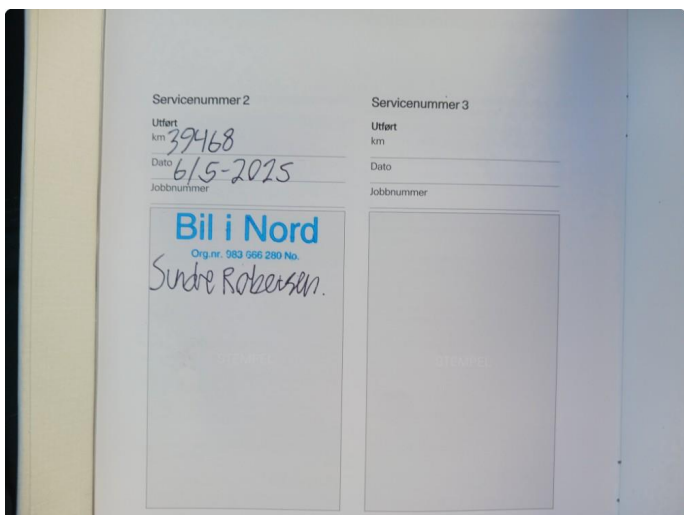 Servicenummer 2
Utført
km 39468
Dato 6/5-2025
Jobbnummer
Bil i Nord
Org.nr. 983 666 280 No.
Sindre Robertsen.
Servicenummer 3
Utført
km
Dato
Jobbnummer